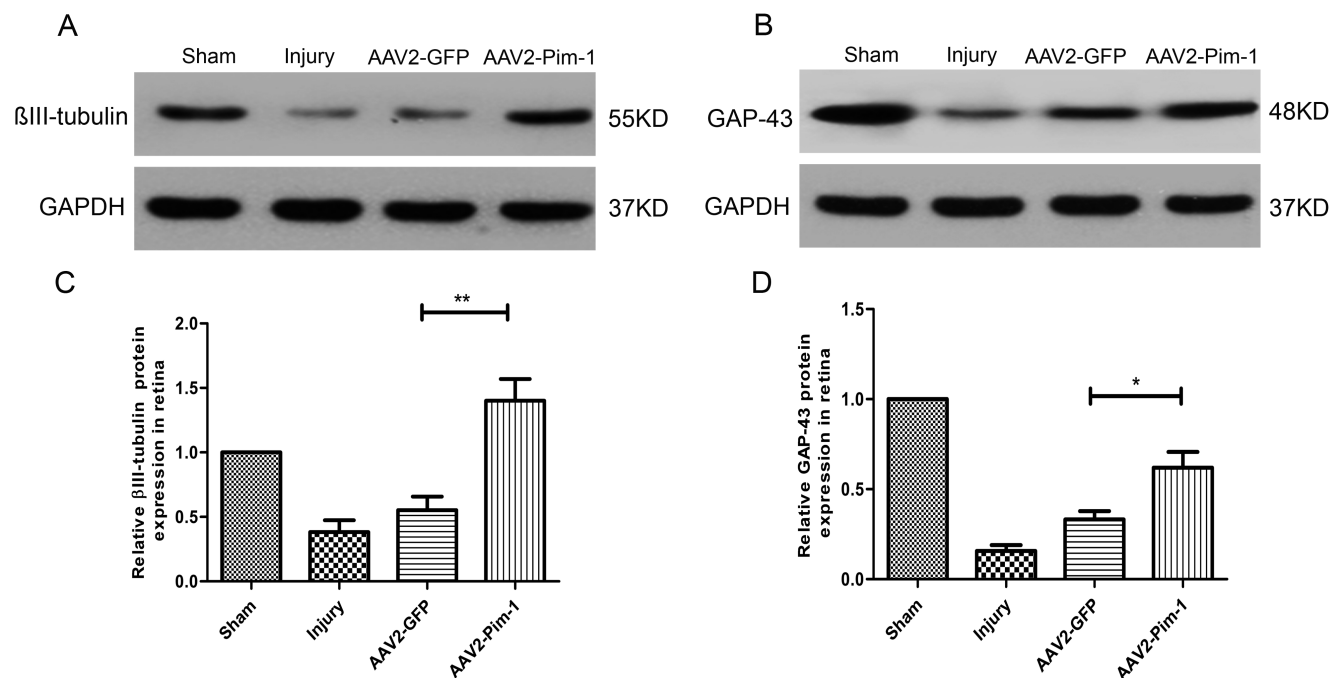 A
Sham Injury AAV2-GFP AAV2-Pim-1
ßIII-tubulin
55KD
GAPDH
37KD
B
Sham Injury AAV2-GFP AAV2-Pim-1
GAP-43
48KD
GAPDH
37KD
C
**
Relative βIII-tubulin protein
expression in retina
2.0
1.5
1.0
0.5
0.0
Sham
Injury
AAV2-GFP
AAV2-Pim-1
D
*
Relative GAP-43 protein
expression in retina
1.5
1.0
0.5
0.0
Sham
Injury
AAV2-GFP
AAV2-Pim-1